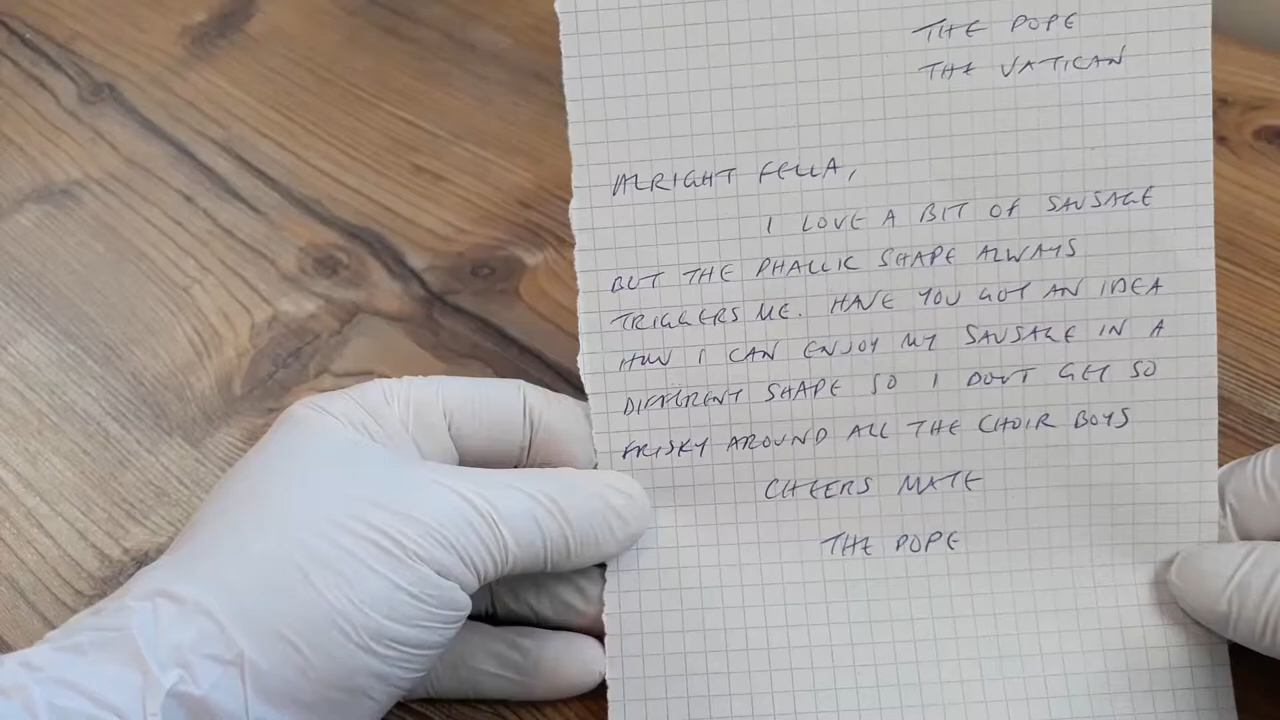 THE POPE
THE VATICAN
ALRIGHT FELLA,
I LOVE A BIT OF SAUSAGE
BUT THE PHALLIC SHAPE ALWAYS
TRIGGERS ME. HAVE YOU GOT AN IDEA
HOW I CAN ENJOY MY SAUSAGE IN A
DIFFERENT SHAPE SO I DONT GET SO
FRISKY AROUND ALL THE CHOIR BOYS
CHEERS MATE
THE POPE